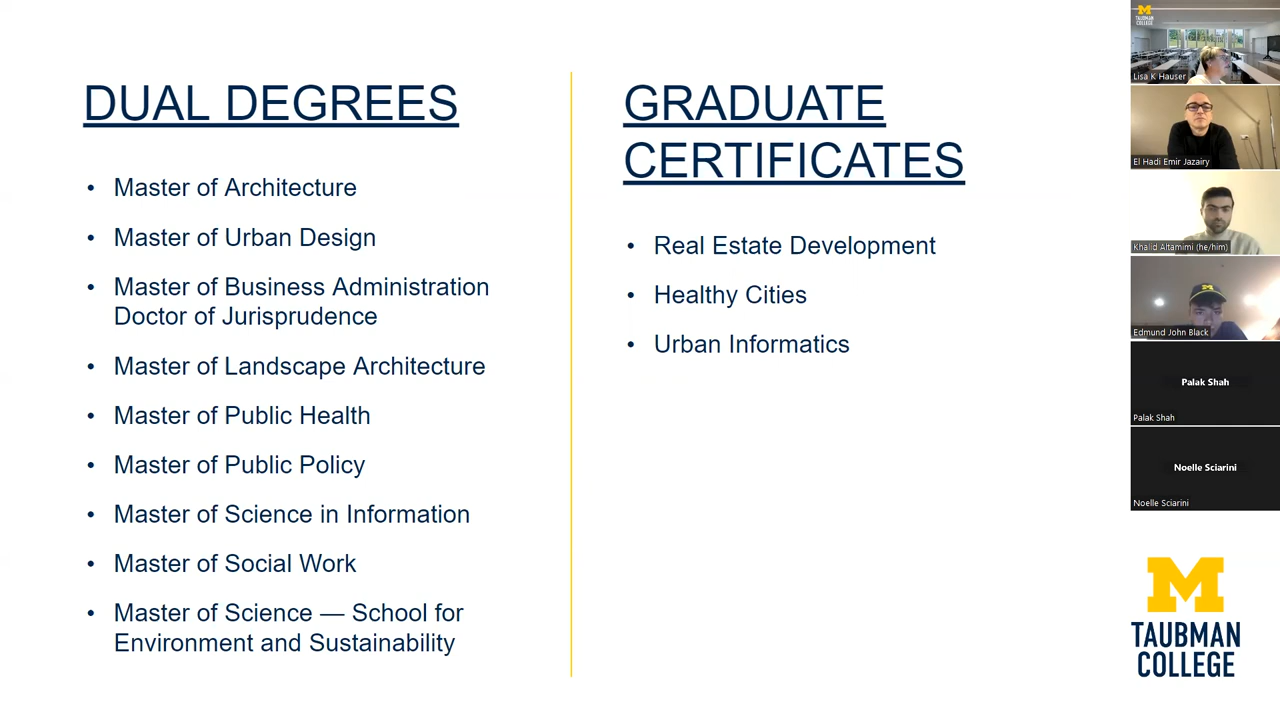 DUAL DEGREES
• Master of Architecture
• Master of Urban Design
• Master of Business Administration
Doctor of Jurisprudence
• Master of Landscape Architecture
• Master of Public Health
• Master of Public Policy
• Master of Science in Information
• Master of Social Work
• Master of Science — School for
Environment and Sustainability
GRADUATE
CERTIFICATES
• Real Estate Development
• Healthy Cities
• Urban Informatics
M
TAUBMAN
COLLEGE
Lisa K Hauser
El Hadi Emir Jazairy
Khalid Altamimi (he/him)
M
Edmund John Black
Palak Shah
Palak Shah
Noelle Sciarini
Noelle Sciarini
M
TAUBMAN
COLLEGE